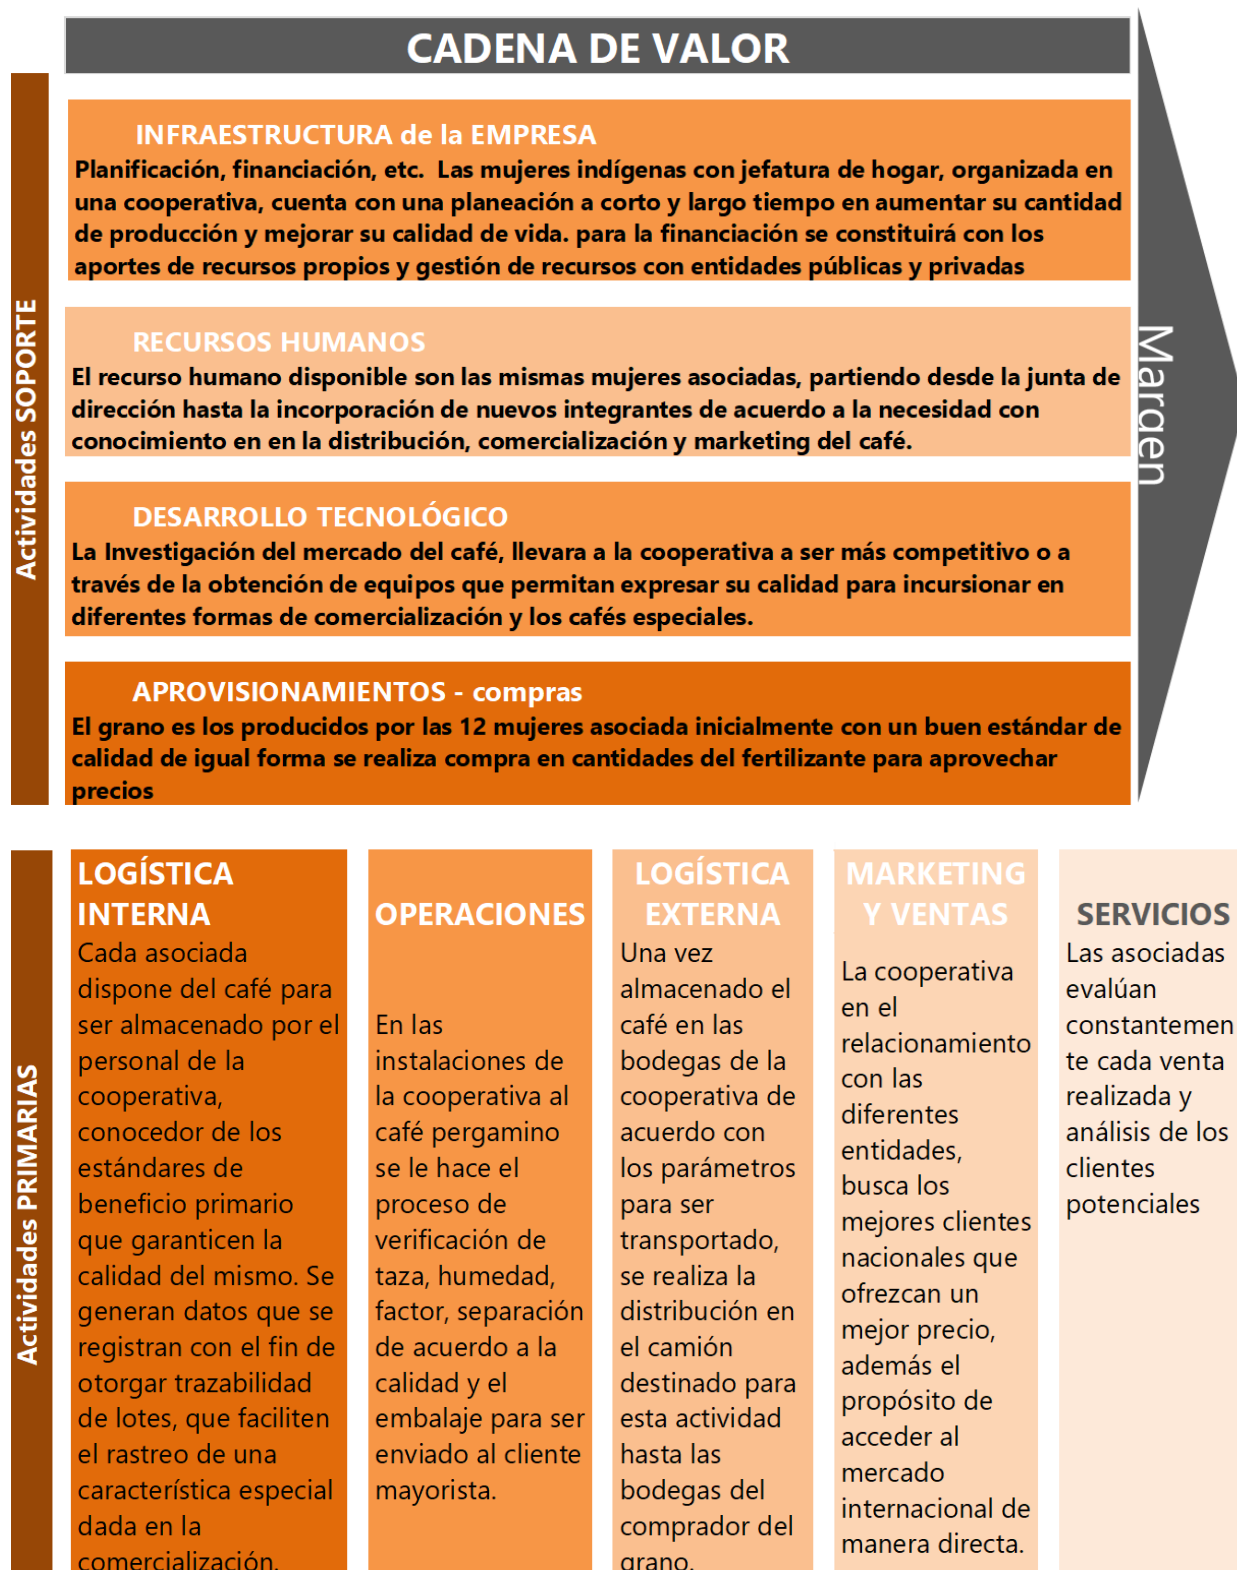 CADENA DE VALOR
Actividades SOPORTE
INFRAESTRUCTURA de la EMPRESA
Planificación, financiación, etc. Las mujeres indígenas con jefatura de hogar, organizada en
una cooperativa, cuenta con una planeación a corto y largo tiempo en aumentar su cantidad
de producción y mejorar su calidad de vida. para la financiación se constituirá con los
aportes de recursos propios y gestión de recursos con entidades públicas y privadas
RECURSOS HUMANOS
El recurso humano disponible son las mismas mujeres asociadas, partiendo desde la junta de
dirección hasta la incorporación de nuevos integrantes de acuerdo a la necesidad con
conocimiento en en la distribución, comercialización y marketing del café.
DESARROLLO TECNOLÓGICO
La Investigación del mercado del café, llevara a la cooperativa a ser más competitivo o a
través de la obtención de equipos que permitan expresar su calidad para incursionar en
diferentes formas de comercialización y los cafés especiales.
APROVISIONAMIENTOS - compras
El grano es los producidos por las 12 mujeres asociada inicialmente con un buen estándar de
calidad de igual forma se realiza compra en cantidades del fertilizante para aprovechar
precios
Margen
Actividades PRIMARIAS
LOGÍSTICA
INTERNA
Cada asociada
dispone del café para
ser almacenado por el
personal de la
cooperativa,
conocedor de los
estándares de
beneficio primario
que garanticen la
calidad del mismo. Se
generan datos que se
registran con el fin de
otorgar trazabilidad
de lotes, que faciliten
el rastreo de una
característica especial
dada en la
comercialización.
OPERACIONES
En las
instalaciones de
la cooperativa al
café pergamino
se le hace el
proceso de
verificación de
taza, humedad,
factor, separación
de acuerdo a la
calidad y el
embalaje para ser
enviado al cliente
mayorista.
LOGÍSTICA
EXTERNA
Una vez
almacenado el
café en las
bodegas de la
cooperativa de
acuerdo con
los parámetros
para ser
transportado,
se realiza la
distribución en
el camión
destinado para
esta actividad
hasta las
bodegas del
comprador del
grano.
MARKETING
Y VENTAS
La cooperativa
en el
relacionamiento
con las
diferentes
entidades,
busca los
mejores clientes
nacionales que
ofrezcan un
mejor precio,
además el
propósito de
acceder al
mercado
internacional de
manera directa.
SERVICIOS
Las asociadas
evalúan
constantemen
te cada venta
realizada y
análisis de los
clientes
potenciales